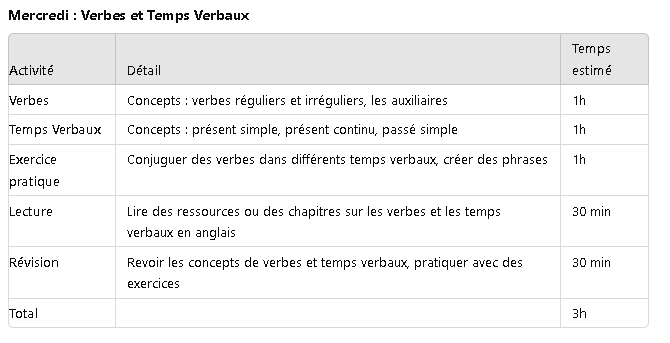 Mercredi : Verbes et Temps Verbaux
Activité Détail Temps estimé
Verbes Concepts : verbes réguliers et irréguliers, les auxiliaires 1h
Temps Verbaux Concepts : présent simple, présent continu, passé simple 1h
Exercice pratique Conjuguer des verbes dans différents temps verbaux, créer des phrases 1h
Lecture Lire des ressources ou des chapitres sur les verbes et les temps 30 min
verbaux en anglais
Révision Revoir les concepts de verbes et temps verbaux, pratiquer avec des 30 min
exercices
Total 3h